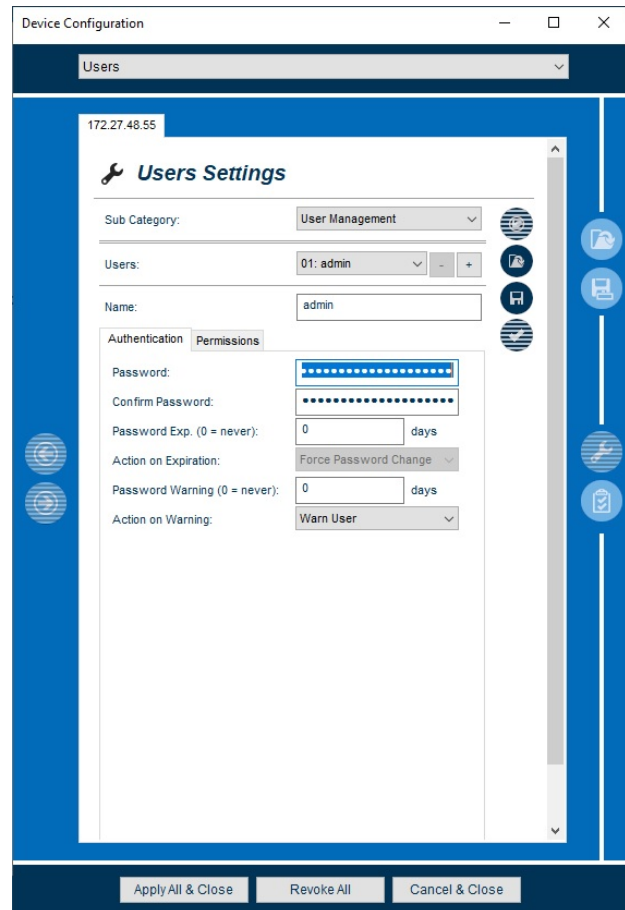 Device Configuration
Users
172.27.48.55
Users Settings
Sub Category: User Management
Users: 01: admin - +
Name: admin
Authentication Permissions
Password: ••••••••••••••••••••
Confirm Password: ••••••••••••••••••••
Password Exp. (0 = never): 0 days
Action on Expiration: Force Password Change
Password Warning (0 = never): 0 days
Action on Warning: Warn User
Apply All & Close Revoke All Cancel & Close